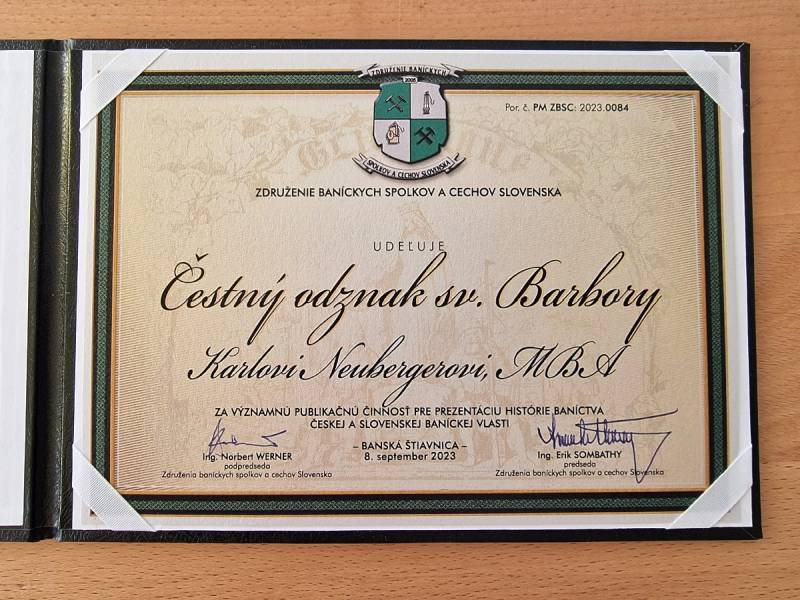 ZDRUŽENIE BANÍCKYCH
2006
SPOLKOV A CECHOV SLOVENSKA
Por. č. PM ZBSC: 2023.0084
ZDRUŽENIE BANÍCKYCH SPOLKOV A CECHOV SLOVENSKA
UDEĽUJE
Čestný odznak sv. Barbory
Karlovi Neubergerovi, MBA
ZA VÝZNAMNÚ PUBLIKAČNÚ ČINNOSŤ PRE PREZENTÁCIU HISTÓRIE BANÍCTVA
ČESKEJ A SLOVENSKEJ BANÍCKEJ VLASTI
– BANSKÁ ŠTIAVNICA –
8. september 2023
Ing. Norbert WERNER
podpredseda
Združenia baníckych spolkov a cechov Slovenska
Ing. Erik SOMBATHY
predseda
Združenia baníckych spolkov a cechov Slovenska